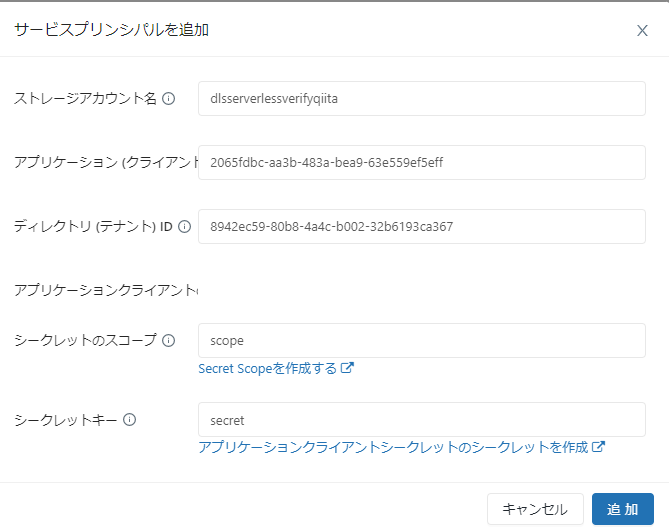 サービスプリンシパルを追加
ストレージアカウント名
dlsserverlessverifyqiita
アプリケーション (クライアント
2065fdbc-aa3b-483a-bea9-63e559ef5eff
ディレクトリ (テナント) ID
8942ec59-80b8-4a4c-b002-32b6193ca367
アプリケーションクライアント
シークレットのスコープ
scope
Secret Scopeを作成する
シークレットキー
secret
アプリケーションクライアントシークレットのシークレットを作成
キャンセル
追 加